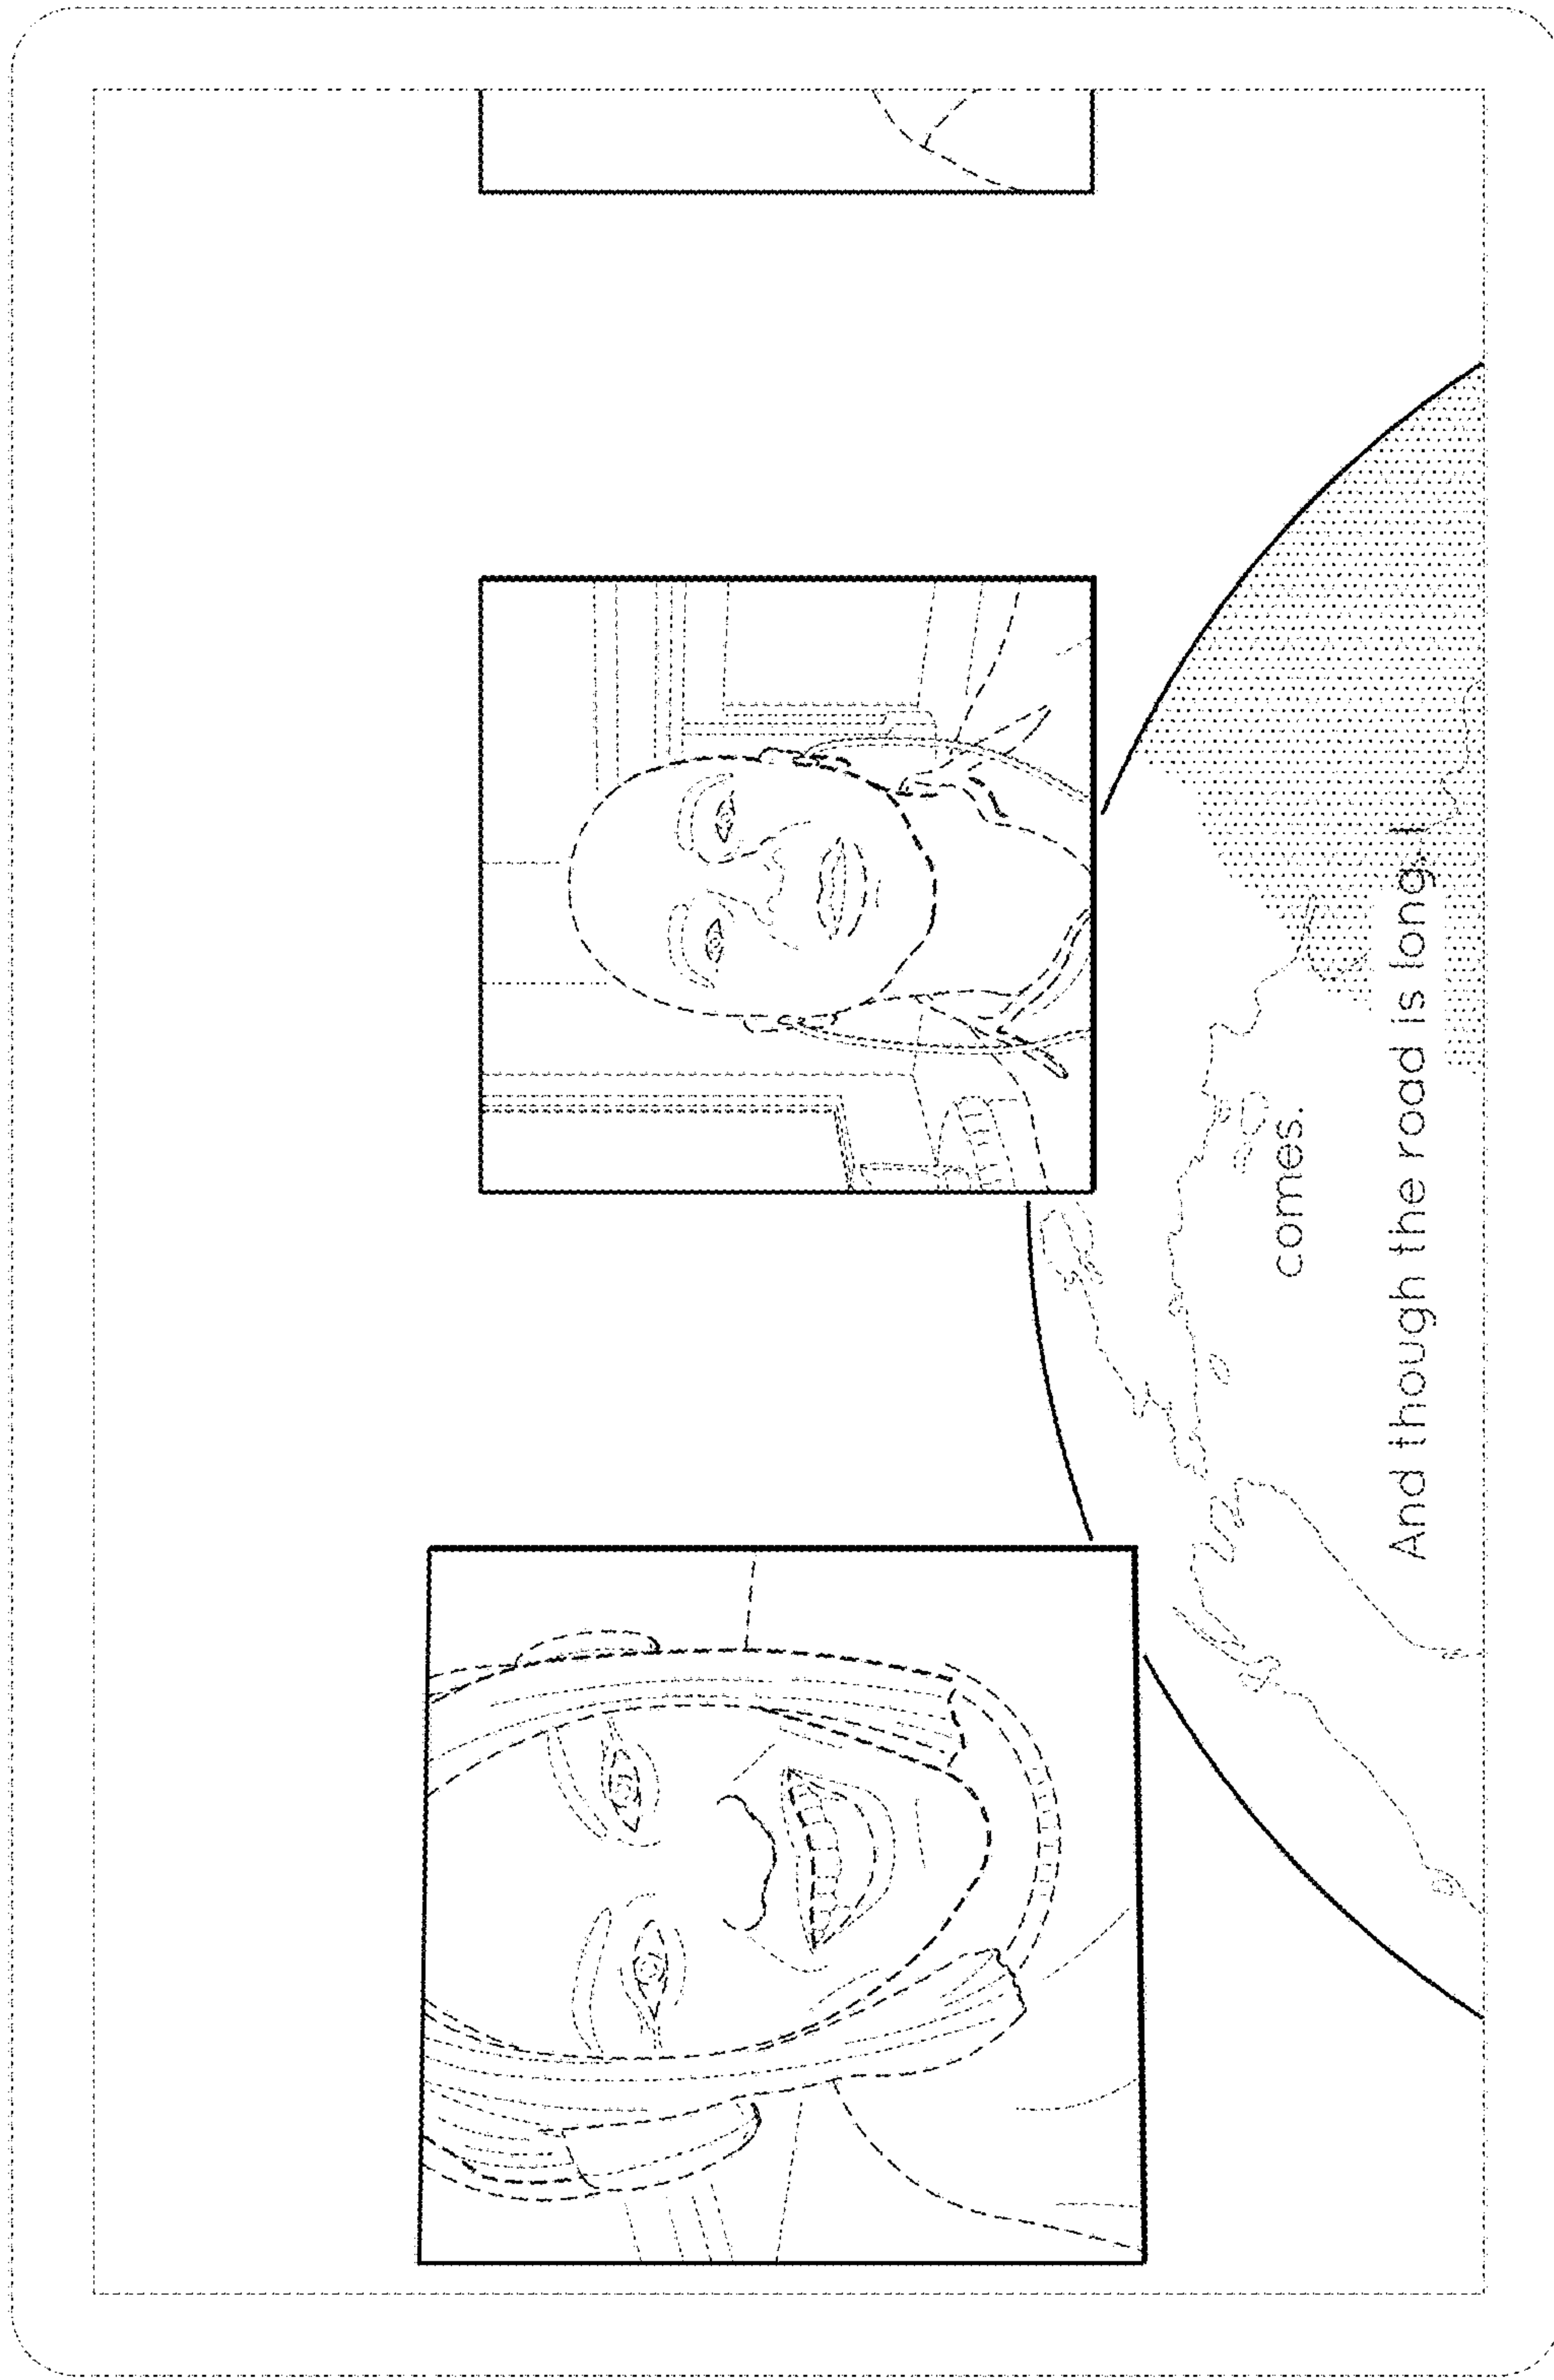 comes.
And though the road is long, I